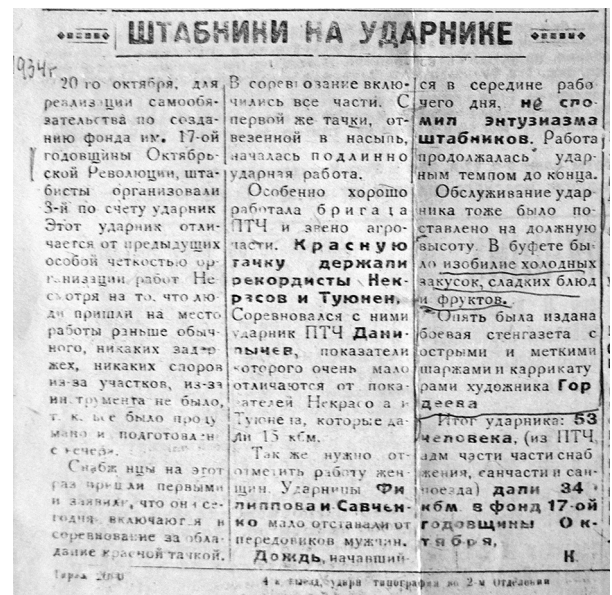 ШТАБНИКИ НА УДАРНИКЕ
1934г
20 го октября, для
реализации самообя-
зательства по созда-
нию фонда им. 17-ой
годовщины Октябрь-
ской Революции, шта-
бисты организовали
3-й по счету ударник
Этот ударник отли-
чается от предыдущих
особой четкостью ор-
ганизации работ Не
смотря на то, что лю-
ди пришли на место
работы раньше обыч-
ного, никаких задер
жек, никаких споров
из-за участков, из-за
инструмента не было,
т. к. все было проду
мано и подготовлен
с вечера.
Снабженцы на этот
раз пришли первыми
и заявили, что они се-
годня включаются в
соревнование за обла-
дание красной тачкой.
В соревнование вклю-
чились все части. С
первой же тачки, от-
везенной в насыпь,
началась подлинно
ударная работа.
Особенно хорошо
работала бригада
ПТЧ и звено агро-
части. Красную
тачку держали
рекордисты Нек-
расов и Туюнен.
Соревновался с ними
ударник ПТЧ Дани-
лычев, показатели
которого очень мало
отличаются от пока-
зателей Некрасова и
Туюнена, которые да-
ли 15 кбм.
Так же нужно от-
отметить работу жен-
щин. Ударницы Фи
липпова и Савчен-
ко мало отставали от
передовиков мужчин.
Дождь, начавший-
ся в середине рабо
чего дня, не сло
мил энтузиазма
штабников. Работа
продолжалась удар-
ным темпом до конца.
Обслуживание удар
ника тоже было по-
ставлено на должную
высоту. В буфете бы-
ло изобилие холодных
закусок, сладких блюд
и фруктов.
Опять была издана
боевая стенгазета с
острыми и меткими
шаржами и каррикату
рами художника Гор
деева
Итог ударника: 53
человека, (из ПТЧ,
адм части части снаб
жения, санчасти и сан-
поезда) дали 34
кбм. в фонд 17-ой
годовщины Ок-
тября,
К.
удара типография во 2-м Отделении